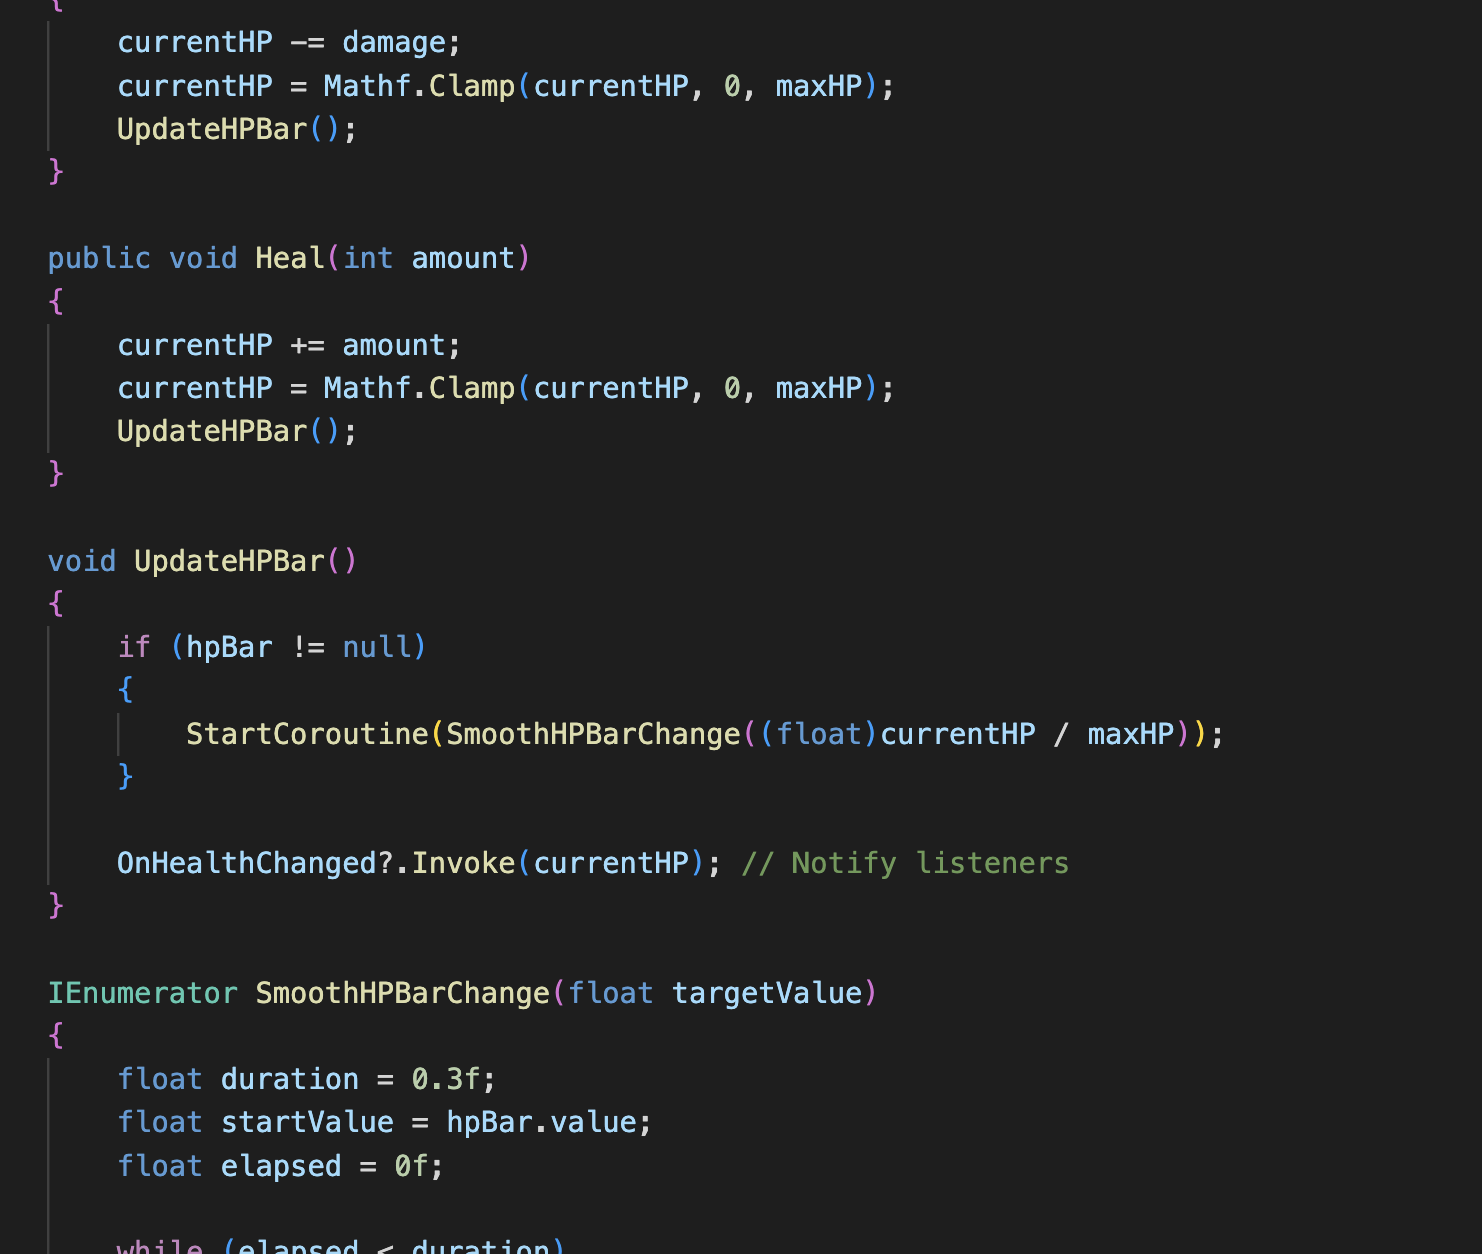 {
currentHP -= damage;
currentHP = Mathf.Clamp(currentHP, 0, maxHP);
UpdateHPBar();
}
public void Heal(int amount)
{
currentHP += amount;
currentHP = Mathf.Clamp(currentHP, 0, maxHP);
UpdateHPBar();
}
void UpdateHPBar()
{
if (hpBar != null)
{
StartCoroutine(SmoothHPBarChange((float)currentHP / maxHP));
}
OnHealthChanged?.Invoke(currentHP); // Notify listeners
}
IEnumerator SmoothHPBarChange(float targetValue)
{
float duration = 0.3f;
float startValue = hpBar.value;
float elapsed = 0f;
while (elapsed < duration)